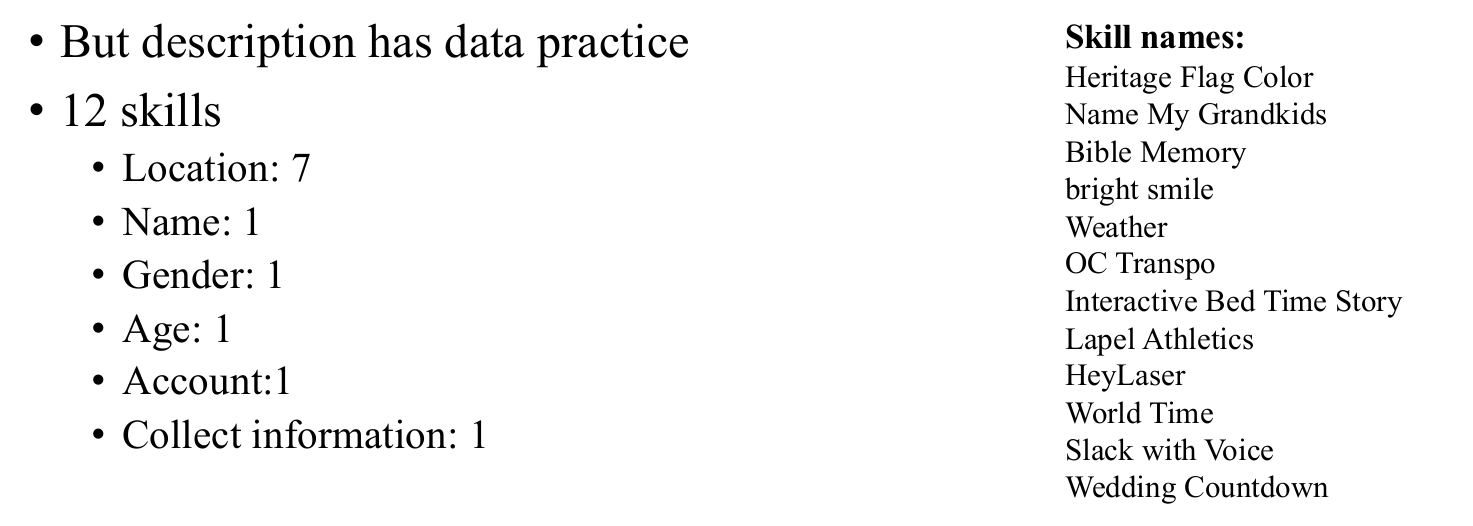 • But description has data practice
• 12 skills
• Location: 7
• Name: 1
• Gender: 1
• Age: 1
• Account:1
• Collect information: 1
Skill names:
Heritage Flag Color
Name My Grandkids
Bible Memory
bright smile
Weather
OC Transpo
Interactive Bed Time Story
Lapel Athletics
HeyLaser
World Time
Slack with Voice
Wedding Countdown